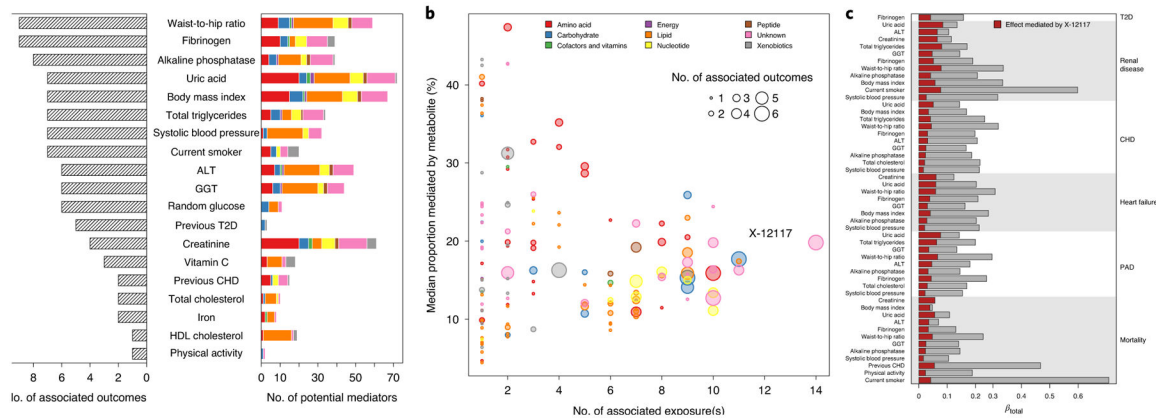 Waist-to-hip ratio
Fibrinogen
Alkaline phosphatase
Uric acid
Body mass index
Total triglycerides
Systolic blood pressure
Current smoker
ALT
GGT
Random glucose
Previous T2D
Creatinine
Vitamin C
Previous CHD
Total cholesterol
Iron
HDL cholesterol
Physical activity
8 6 4 2 0
lo. of associated outcomes
0 10 30 50 70
No. of potential mediators
b
Median proportion mediated by metabolite (%)
40
30
20
10
Amino acid
Carbohydrate
Cofactors and vitamins
Energy
Lipid
Nucleotide
Peptide
Unknown
Xenobiotics
No. of associated outcomes
1 3 5
2 4 6
X-12117
2 4 6 8 10 12 14
No. of associated exposure(s)
c
Effect mediated by X-12117
Fibrinogen
T2D
Uric acid
ALT
Creatinine
Total triglycerides
GGT
Fibrinogen
Waist-to-hip ratio
Alkaline phosphatase
Body mass index
Current smoker
Systolic blood pressure
Renal
disease
Uric acid
Body mass index
Total triglycerides
Waist-to-hip ratio
Fibrinogen
ALT
GGT
Alkaline phosphatase
Total cholesterol
Systolic blood pressure
CHD
Creatinine
Uric acid
Waist-to-hip ratio
Fibrinogen
GGT
Body mass index
Alkaline phosphatase
Systolic blood pressure
Heart failure
Uric acid
Total triglycerides
GGT
Waist-to-hip ratio
ALT
Alkaline phosphatase
Fibrinogen
Total cholesterol
Systolic blood pressure
PAD
Creatinine
Body mass index
Uric acid
ALT
Fibrinogen
Waist-to-hip ratio
GGT
Alkaline phosphatase
Systolic blood pressure
Previous CHD
Physical activity
Current smoker
Mortality
0 0.1 0.2 0.3 0.4 0.6
βtotal